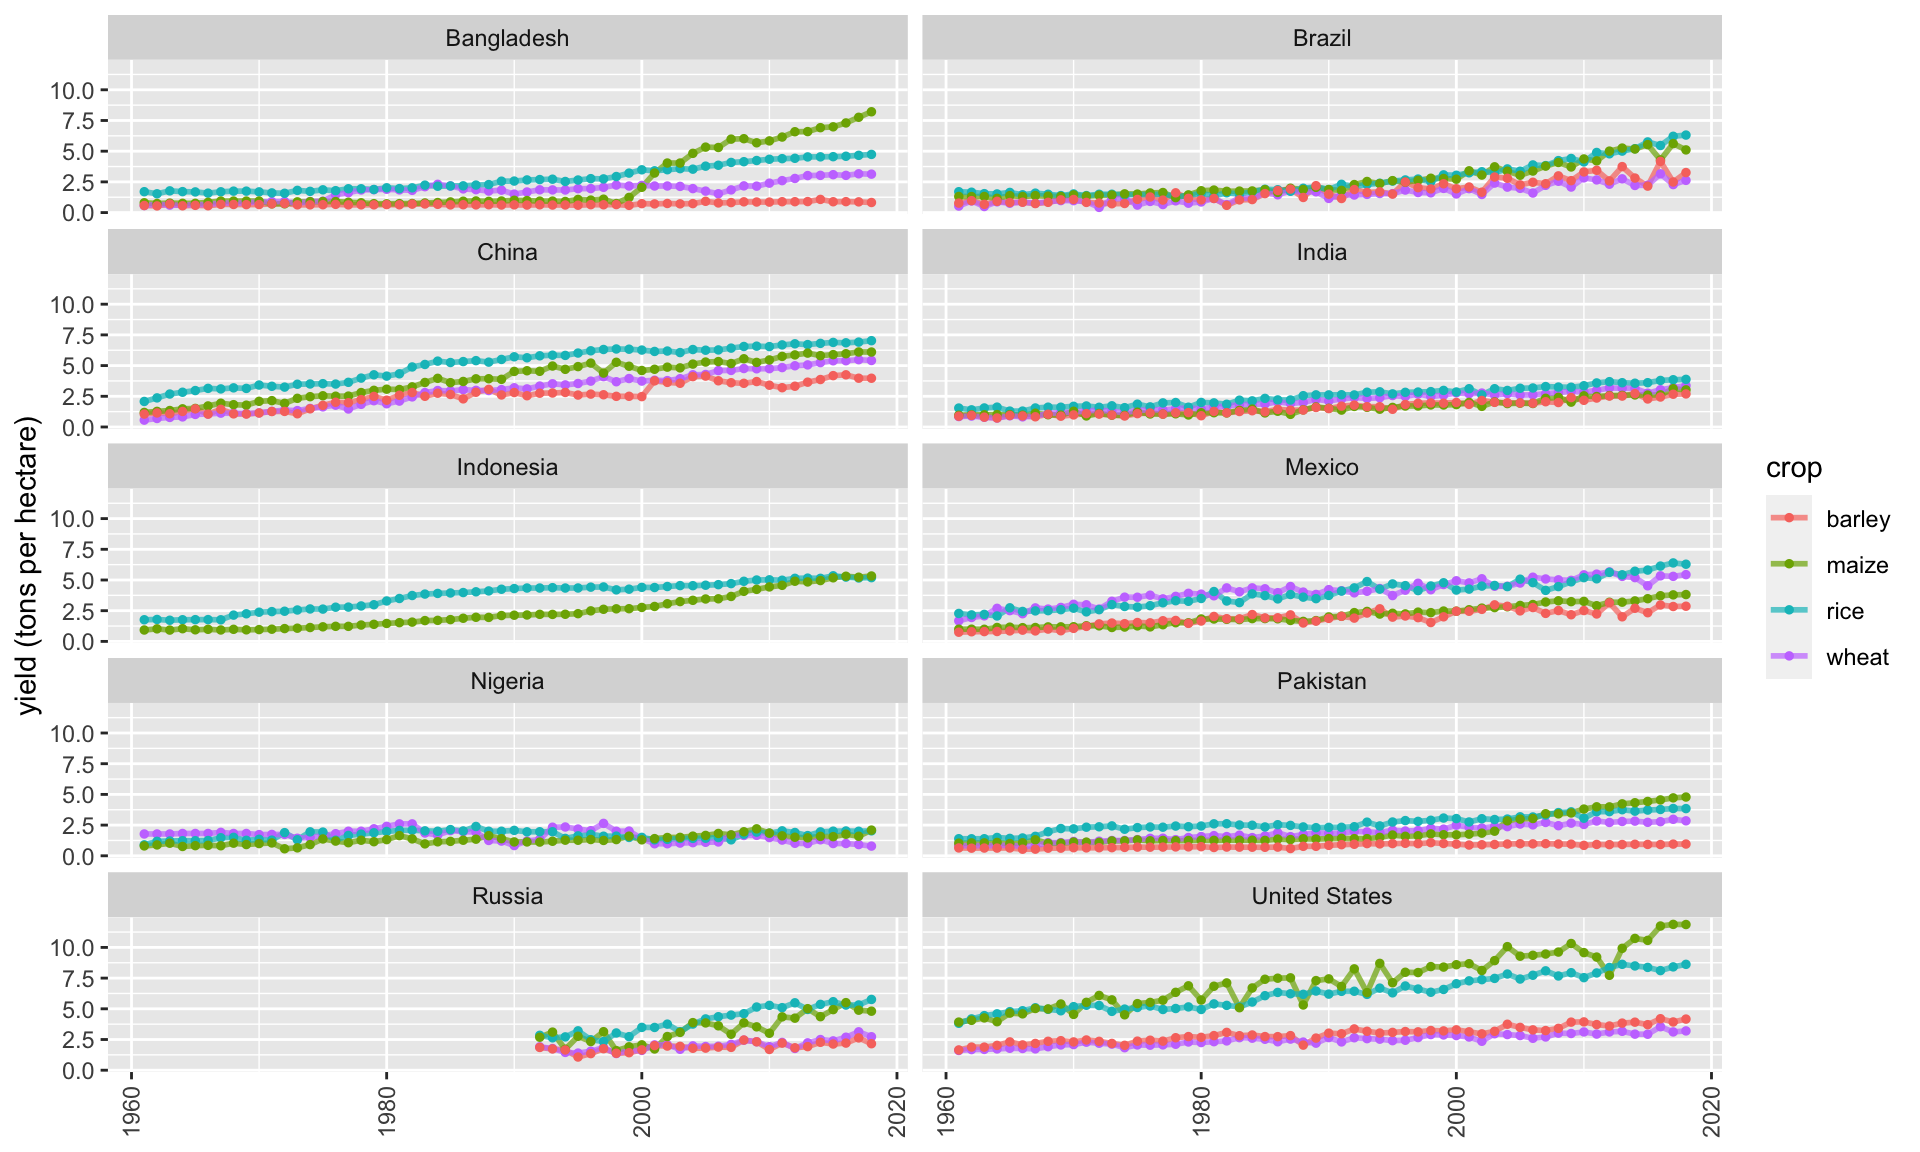 Bangladesh
Brazil
10.0
7.5
5.0
2.5
0.0
China
India
10.0
7.5
5.0
2.5
0.0
Indonesia
Mexico
10.0
7.5
5.0
2.5
0.0
Nigeria
Pakistan
10.0
7.5
5.0
2.5
0.0
Russia
United States
10.0
7.5
5.0
2.5
0.0
1960
1980
2000
2020
1960
1980
2000
2020
yield (tons per hectare)
crop
barley
maize
rice
wheat